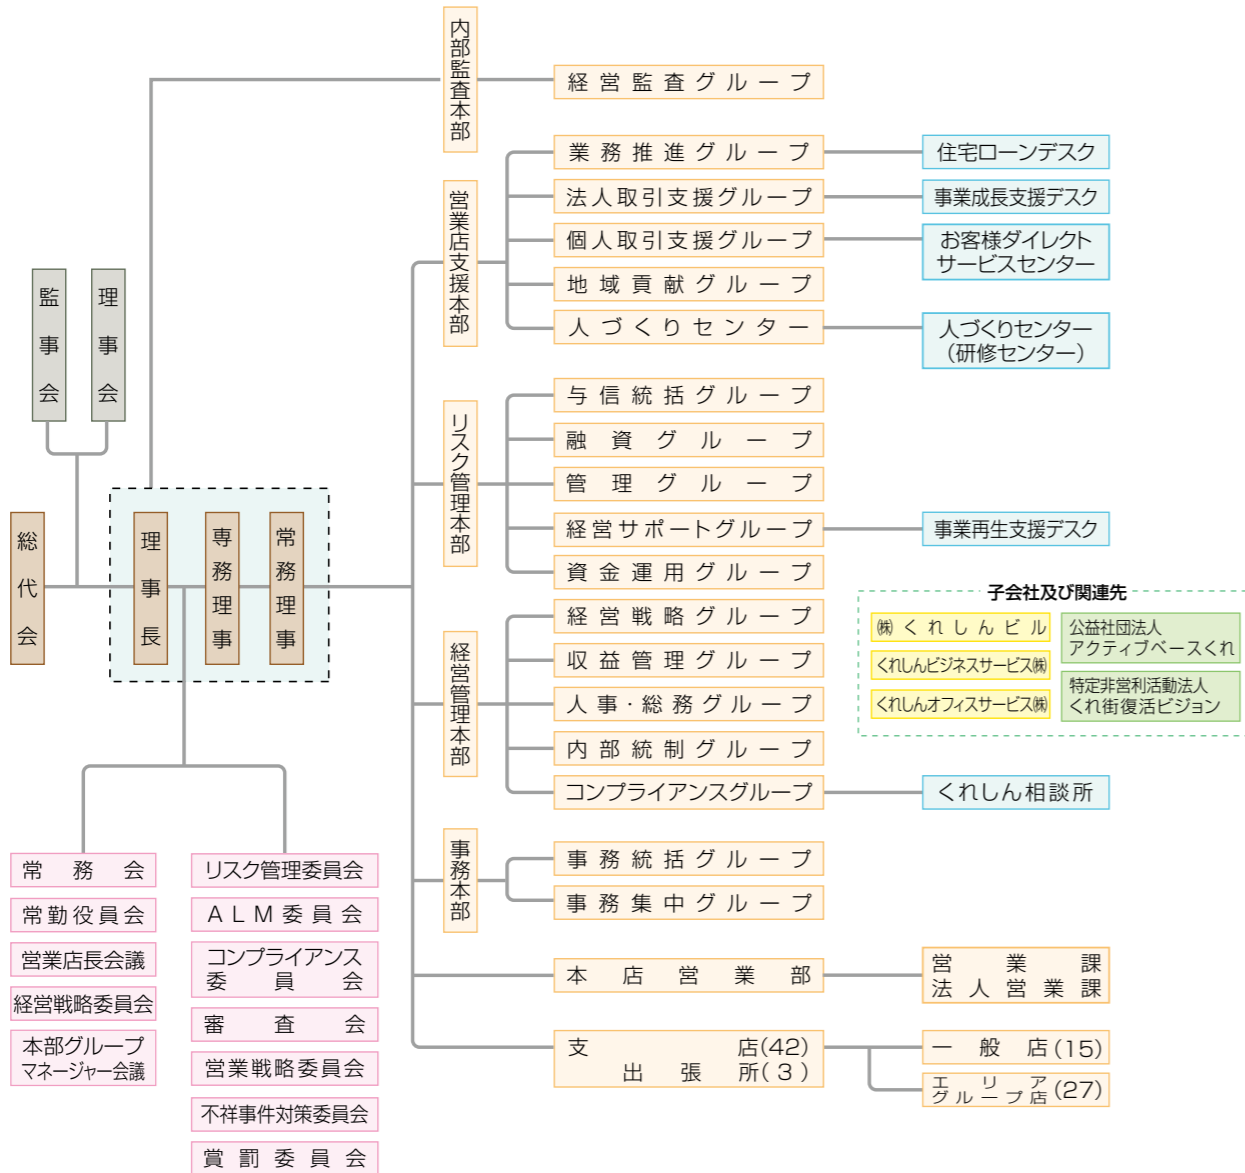 内部監査本部
経営監査グループ
営業店支援本部
業務推進グループ
住宅ローンデスク
法人取引支援グループ
事業成長支援デスク
個人取引支援グループ
お客様ダイレクト
サービスセンター
地域貢献グループ
人づくりセンター
人づくりセンター
(研修センター)
監事会
理事会
リスク管理本部
与信統括グループ
融資グループ
管理グループ
経営サポートグループ
事業再生支援デスク
資金運用グループ
総代会
理事長
専務理事
常務理事
経営管理本部
経営戦略グループ
収益管理グループ
人事・総務グループ
内部統制グループ
コンプライアンスグループ
くれしん相談所
子会社及び関連先
㈱くれしんビル
くれしんビジネスサービス㈱
くれしんオフィスサービス㈱
公益社団法人
アクティブベースくれ
特定非営利活動法人
くれ街復活ビジョン
事務本部
事務統括グループ
事務集中グループ
本店営業部
営業課
法人営業課
支店(42)
出張所(3)
一般店(15)
エリア
グループ店(27)
常務会
常勤役員会
営業店長会議
経営戦略委員会
本部グループ
マネージャー会議
リスク管理委員会
ALM委員会
コンプライアンス
委員会
審査会
営業戦略委員会
不祥事件対策委員会
賞罰委員会